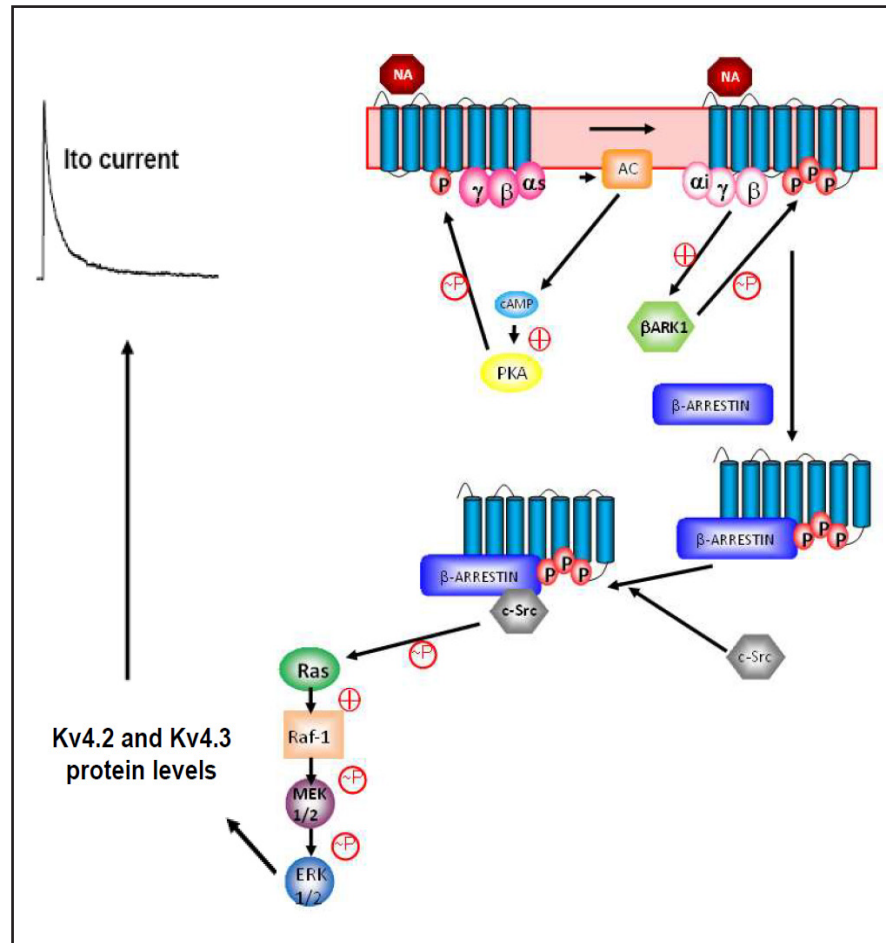 NA
NA
Ito current
P
γ
β
αs
AC
αi
γ
β
P
P
P
~P
cAMP
PKA
βARK1
~P
β-ARRESTIN
β-ARRESTIN
P
P
P
β-ARRESTIN
P
P
P
c-Src
c-Src
~P
Ras
Raf-1
Kv4.2 and Kv4.3
protein levels
~P
MEK
1/2
~P
ERK
1/2